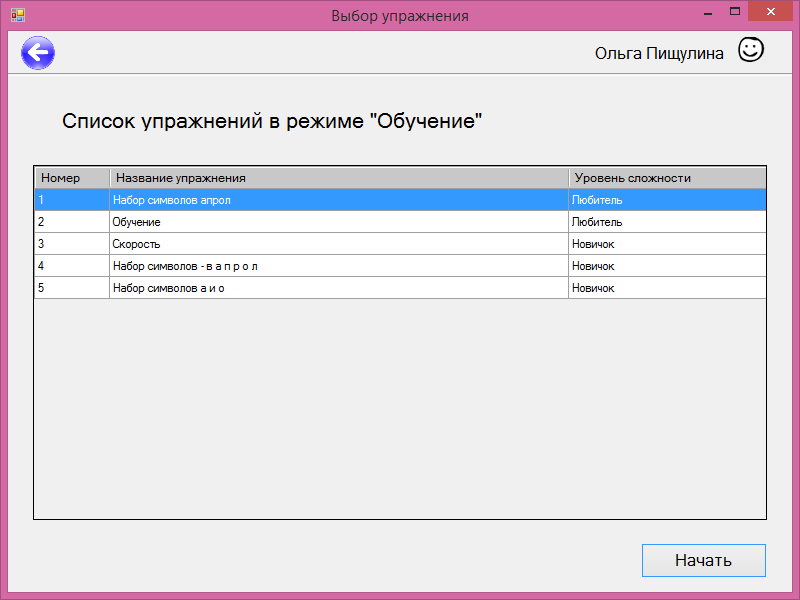 Выбор упражнения
Ольга Пищулина
Список упражнений в режиме "Обучение"
Номер Название упражнения Уровень сложности
1 Набор символов апрол Любитель
2 Обучение Любитель
3 Скорость Новичок
4 Набор символов - в а п р о л Новичок
5 Набор символов а и о Новичок
Начать